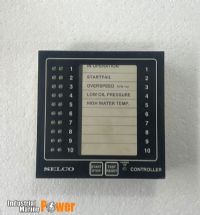 1 IN OPERATION 1
2 STARTFAIL 2
3 OVERSPEED 3
4 LOW OIL PRESSURE 4
5 HIGH WATER TEMP. 5
6 6
7 7
8 8
9 9
10 10
SELCO CONTROLLER
Industrial Marine Power